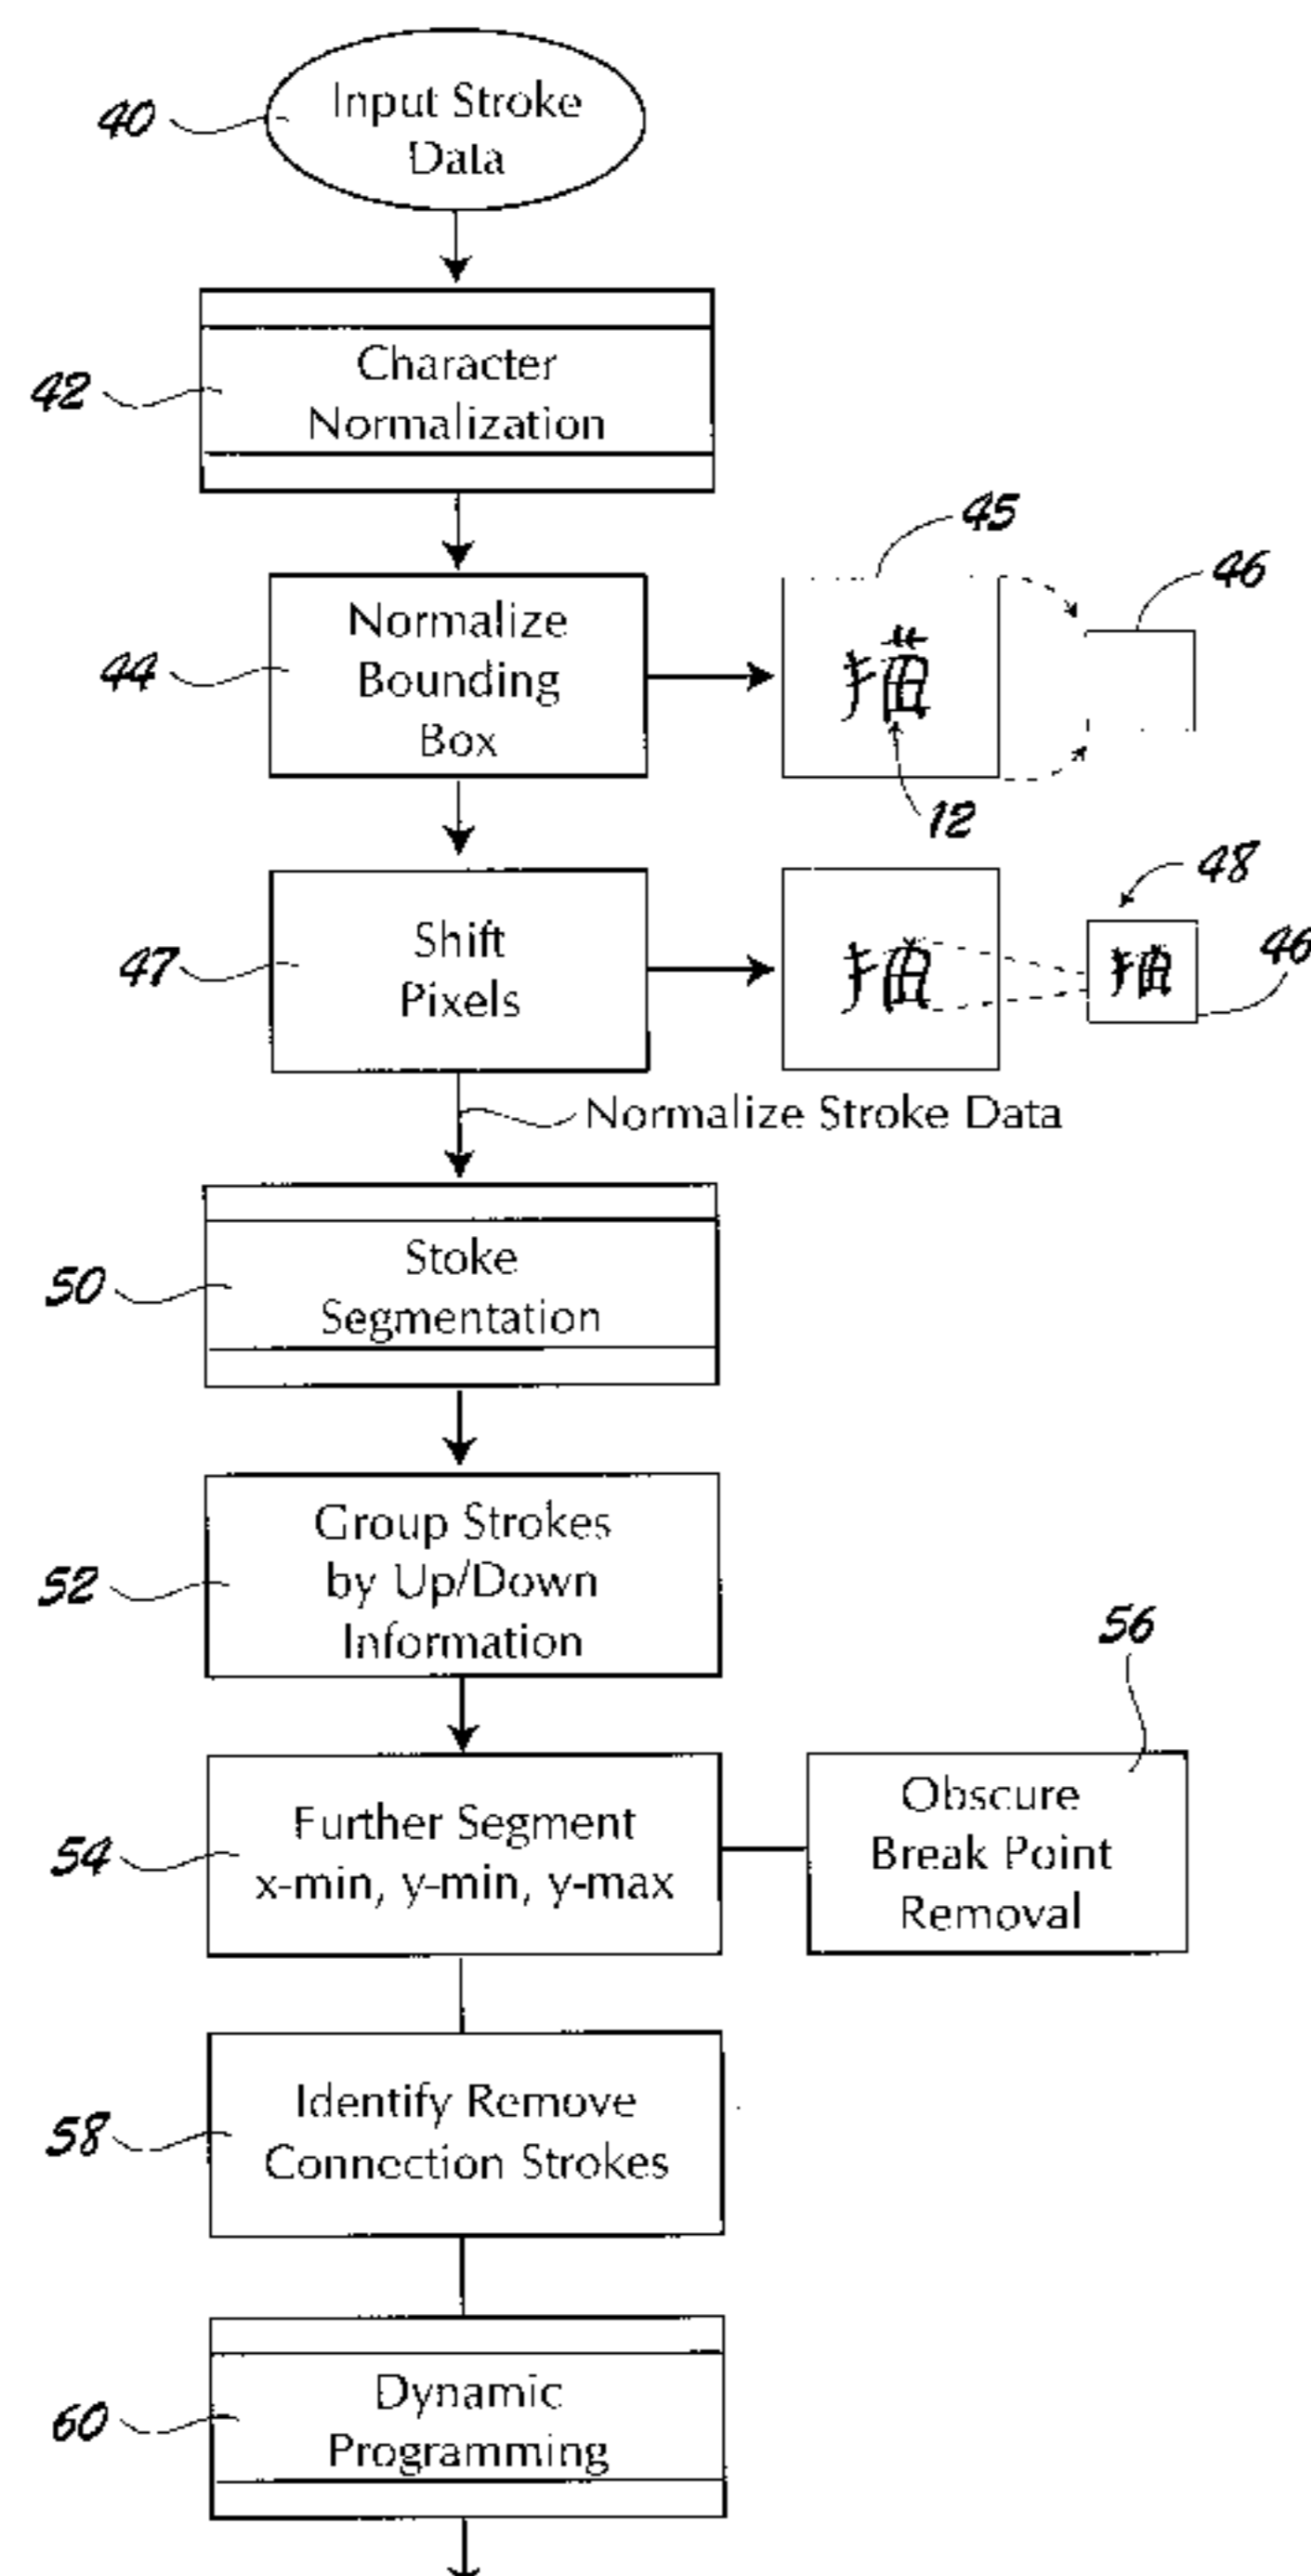 40
Input Stroke
Data
42
Character
Normalization
45
46
44
Normalize
Bounding
Box
描
12
48
47
Shift
Pixels
描
描
46
Normalize Stroke Data
50
Stoke
Segmentation
52
Group Strokes
by Up/Down
Information
56
54
Further Segment
x-min, y-min, y-max
Obscure
Break Point
Removal
58
Identify Remove
Connection Strokes
60
Dynamic
Programming